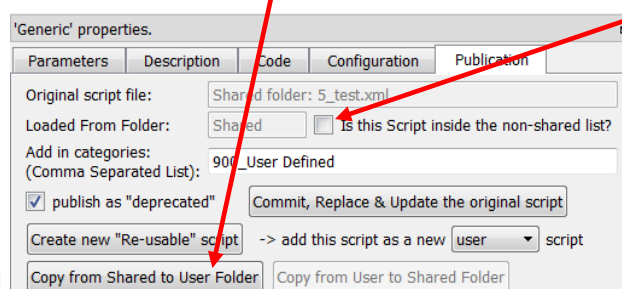 'Generic' properties.
Parameters Description Code Configuration Publication
Original script file: Shared folder: 5_test.xml
Loaded From Folder: Shared Is this Script inside the non-shared list?
Add in categories:
(Comma Separated List): 900_User Defined
publish as "deprecated" Commit, Replace & Update the original script
Create new "Re-usable" script -> add this script as a new user script
Copy from Shared to User Folder Copy from User to Shared Folder